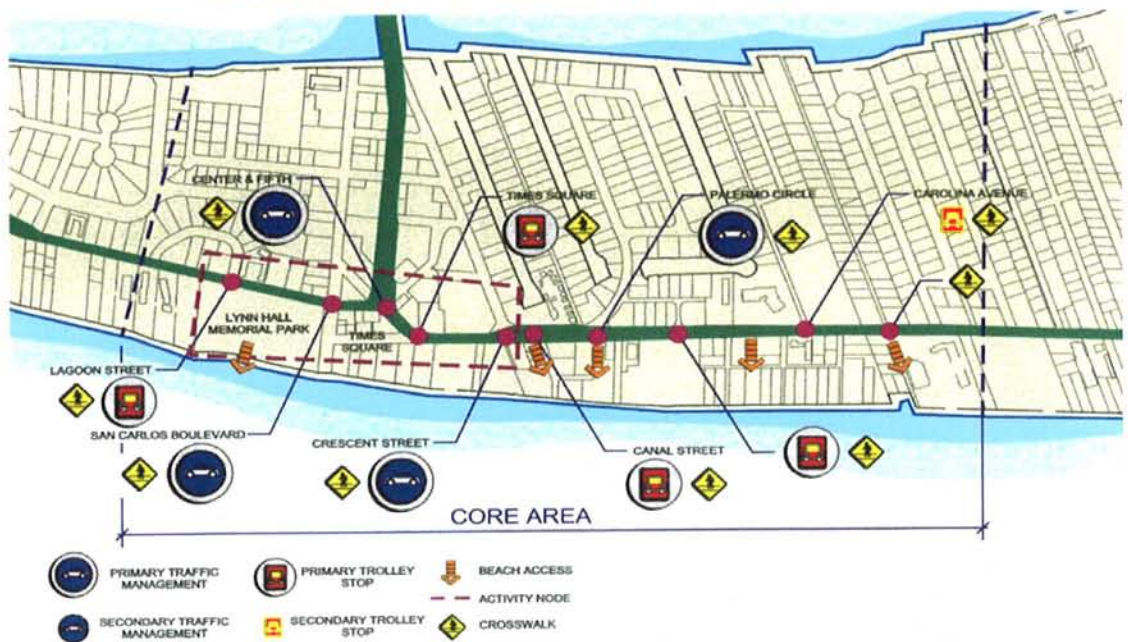 CENTER & FIFTH
TIMES SQUARE
PALERMO CIRCLE
CAROLINA AVENUE
LYNN HALL
MEMORIAL PARK
TIMES
SQUARE
LAGOON STREET
SAN CARLOS BOULEVARD
CRESCENT STREET
CANAL STREET
CORE AREA
PRIMARY TRAFFIC
MANAGEMENT
PRIMARY TROLLEY
STOP
BEACH ACCESS
ACTIVITY NODE
SECONDARY TRAFFIC
MANAGEMENT
SECONDARY TROLLEY
STOP
CROSSWALK